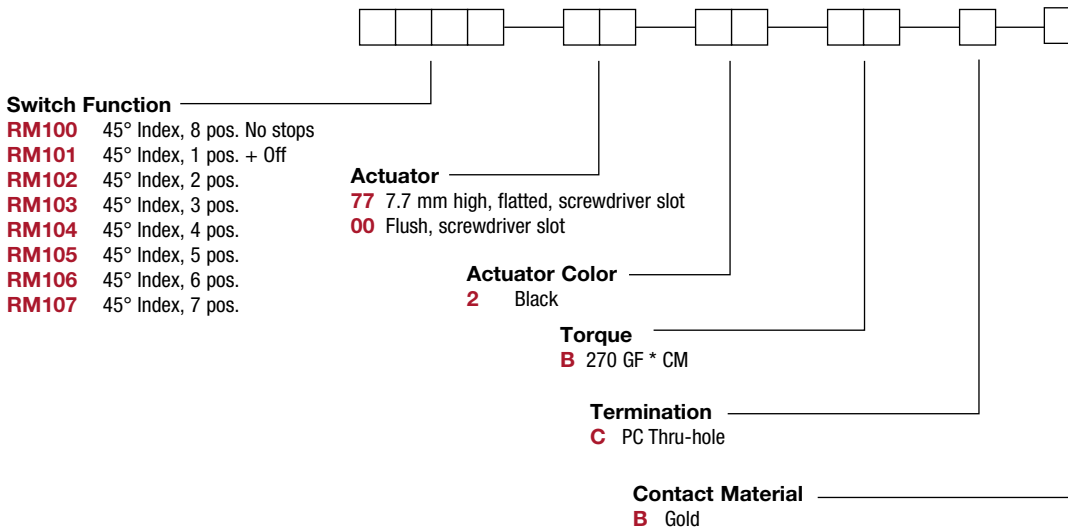 Switch Function
RM100 45° Index, 8 pos. No stops
RM101 45° Index, 1 pos. + Off
RM102 45° Index, 2 pos.
RM103 45° Index, 3 pos.
RM104 45° Index, 4 pos.
RM105 45° Index, 5 pos.
RM106 45° Index, 6 pos.
RM107 45° Index, 7 pos.
Actuator
77 7.7 mm high, flatted, screwdriver slot
00 Flush, screwdriver slot
Actuator Color
2 Black
Torque
B 270 GF * CM
Termination
C PC Thru-hole
Contact Material
B Gold